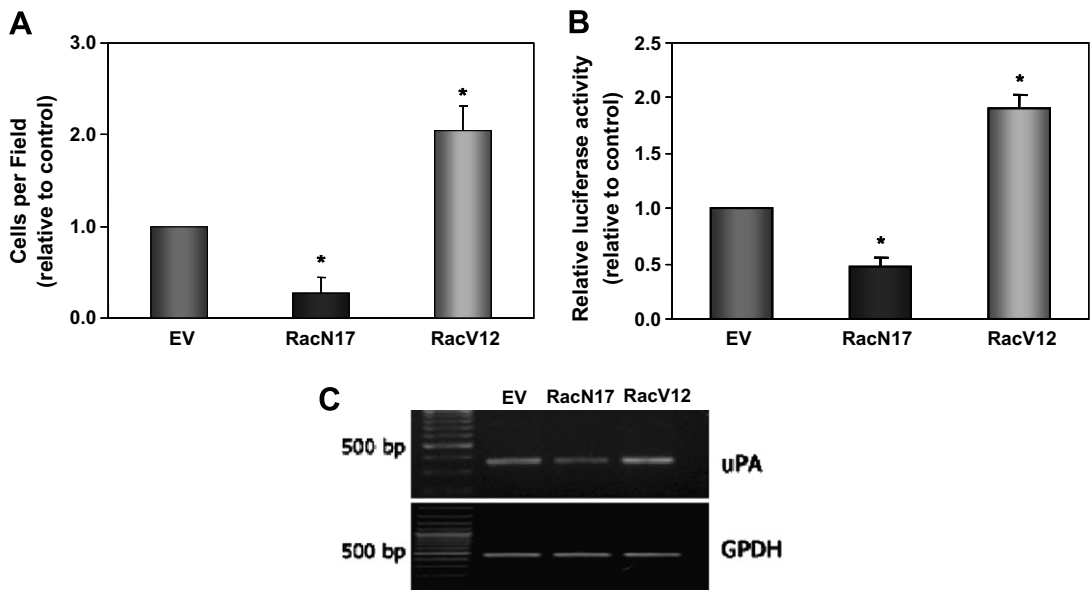 A
Cells per Field
(relative to control)
3.0
2.0
1.0
0.0
*
*
EV
RacN17
RacV12
B
Relative luciferase activity
(relative to control)
2.5
2.0
1.5
1.0
0.5
0.0
*
*
EV
RacN17
RacV12
C
EV RacN17 RacV12
500 bp
uPA
500 bp
GPDH